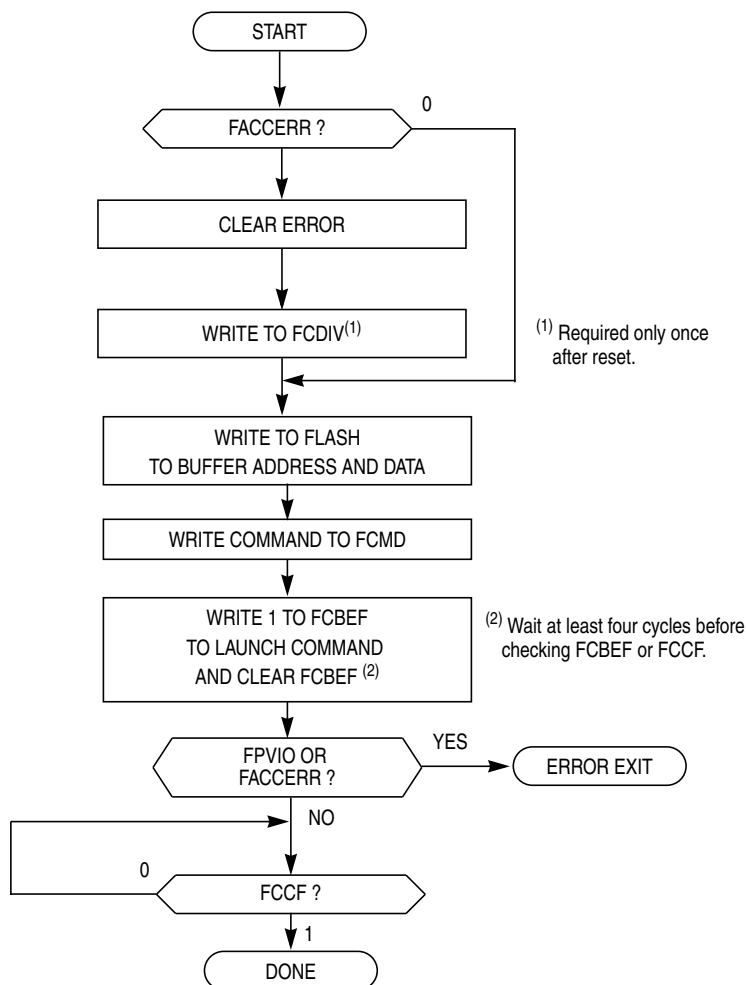 START
0
FACCERR ?
CLEAR ERROR
WRITE TO FCDIV(1)
(1) Required only once
after reset.
WRITE TO FLASH
TO BUFFER ADDRESS AND DATA
WRITE COMMAND TO FCMD
WRITE 1 TO FCBEF
TO LAUNCH COMMAND
AND CLEAR FCBEF (2)
(2) Wait at least four cycles before
checking FCBEF or FCCF.
FPVIO OR
FACCERR ?
YES
ERROR EXIT
NO
0
FCCF ?
1
DONE